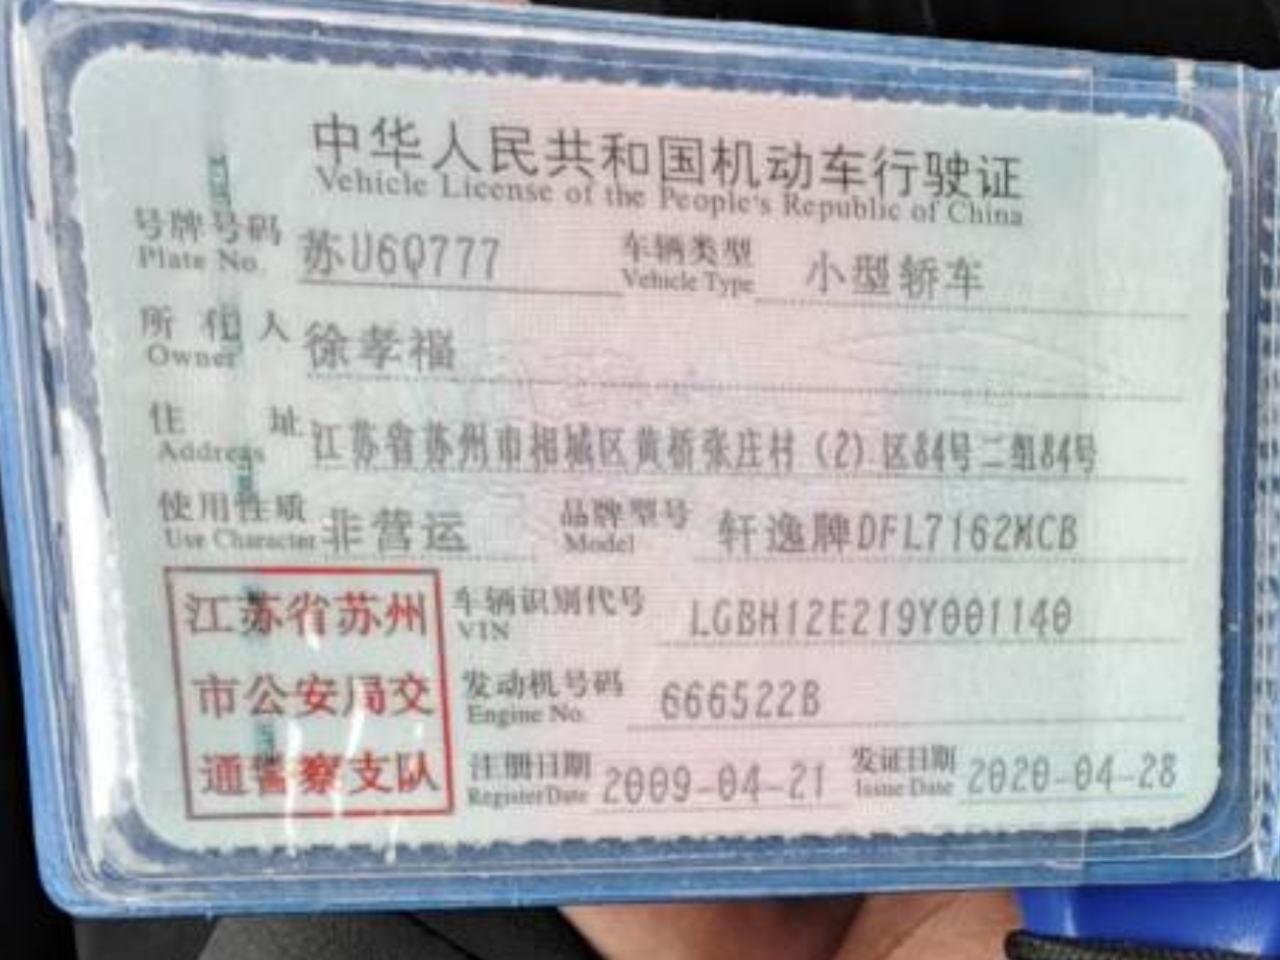 中华人民共和国机动车行驶证
Vehicle License of the People's Republic of China
号牌号码 苏U6Q777 车辆类型 小型轿车
Plate No. Vehicle Type
所有人 徐孝福
Owner
住址 江苏省苏州市相城区黄桥张庄村（2）区84号二组84号
Address
使用性质 非营运 品牌型号 轩逸牌DFL7162MCB
Use Character Model
江苏省苏州
市公安局交
通警察支队
车辆识别代号 LGBH12E219Y001140
VIN
发动机号码 666522B
Engine No.
注册日期 2009-04-21 发证日期 2020-04-28
Register Date Issue Date